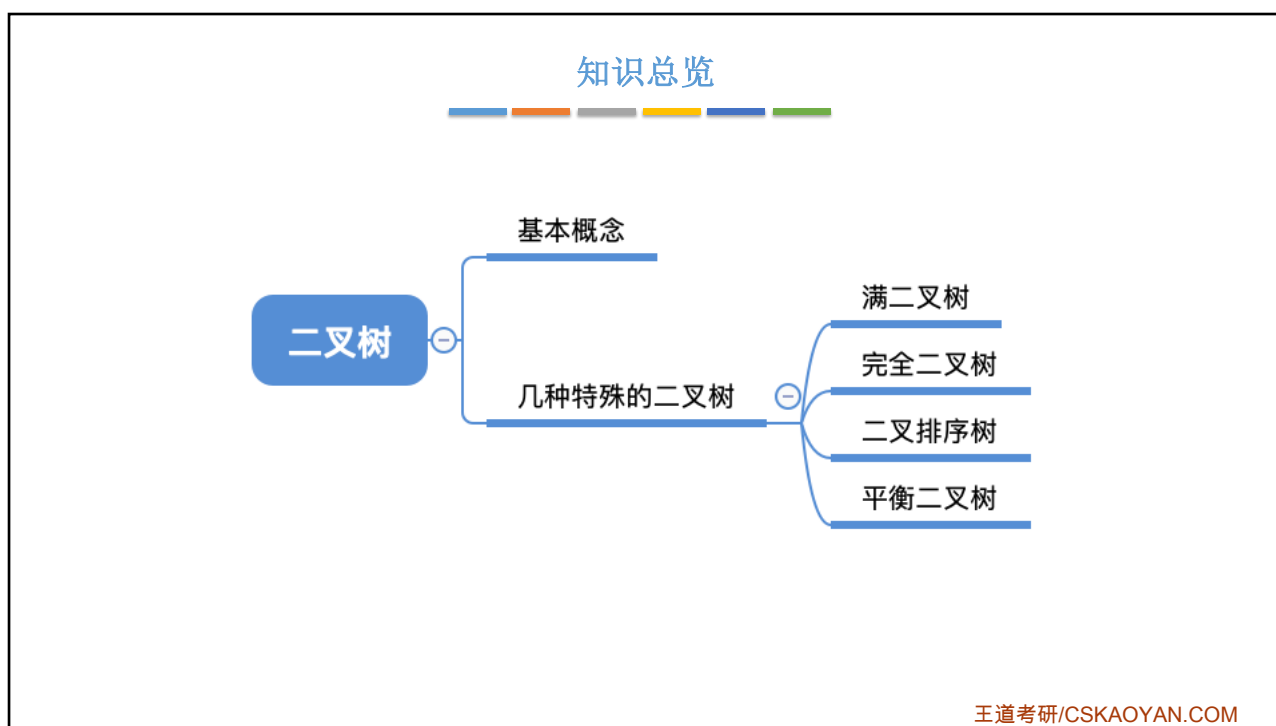 知识总览
二叉树
基本概念
几种特殊的二叉树
满二叉树
完全二叉树
二叉排序树
平衡二叉树
王道考研/CSKAOYAN.COM